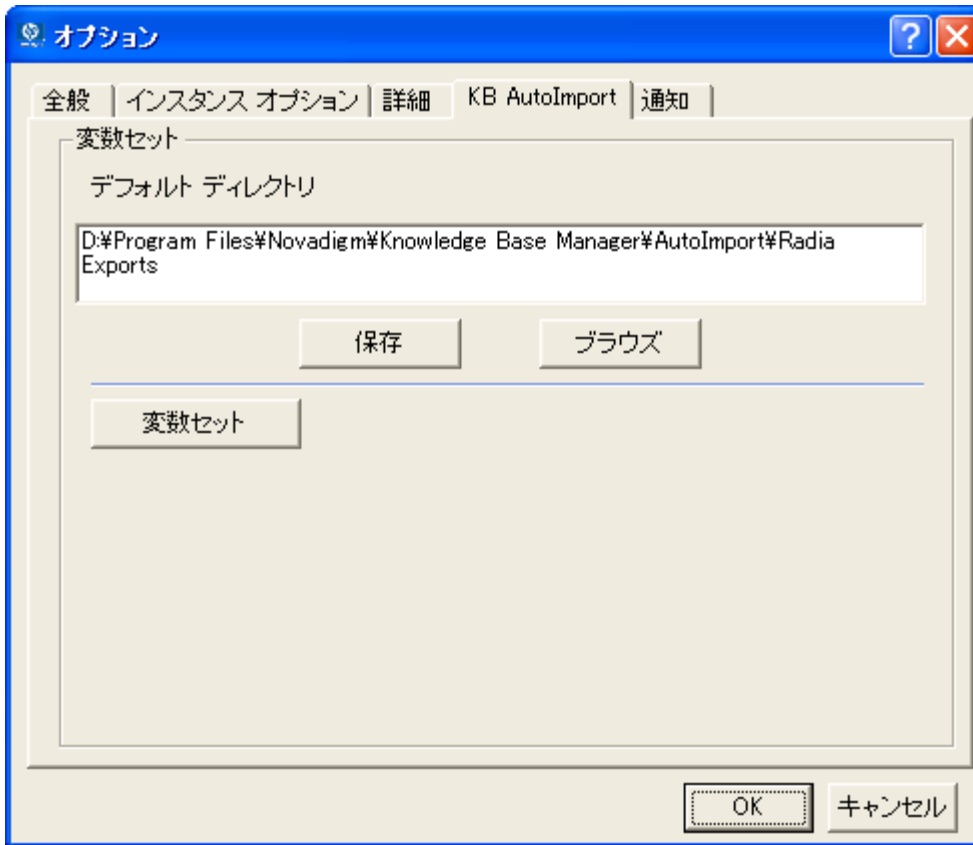 オプション
全般 インスタンス オプション 詳細 KB AutoImport 通知
変数セット
デフォルト ディレクトリ
D:¥Program Files¥Novadigm¥Knowledge Base Manager¥AutoImport¥Radia
Exports
保存 ブラウズ
変数セット
OK キャンセル